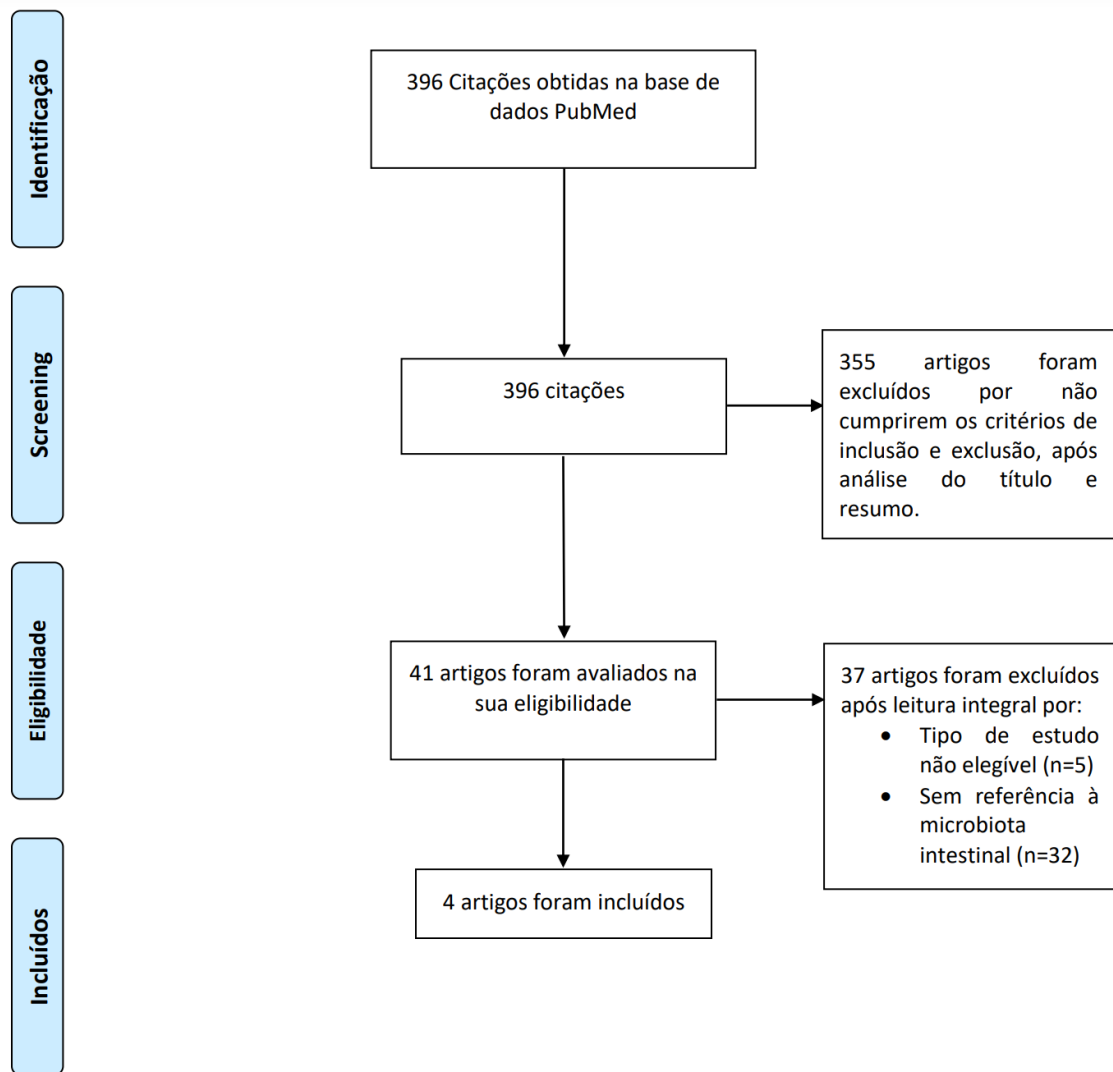 Identificação
396 Citações obtidas na base de
dados PubMed
Screening
396 citações
355 artigos foram
excluídos por não
cumprirem os critérios de
inclusão e exclusão, após
análise do título e
resumo.
Eligibilidade
41 artigos foram avaliados na
sua eligibilidade
37 artigos foram excluídos
após leitura integral por:
• Tipo de estudo
não elegível (n=5)
• Sem referência à
microbiota
intestinal (n=32)
Incluídos
4 artigos foram incluídos